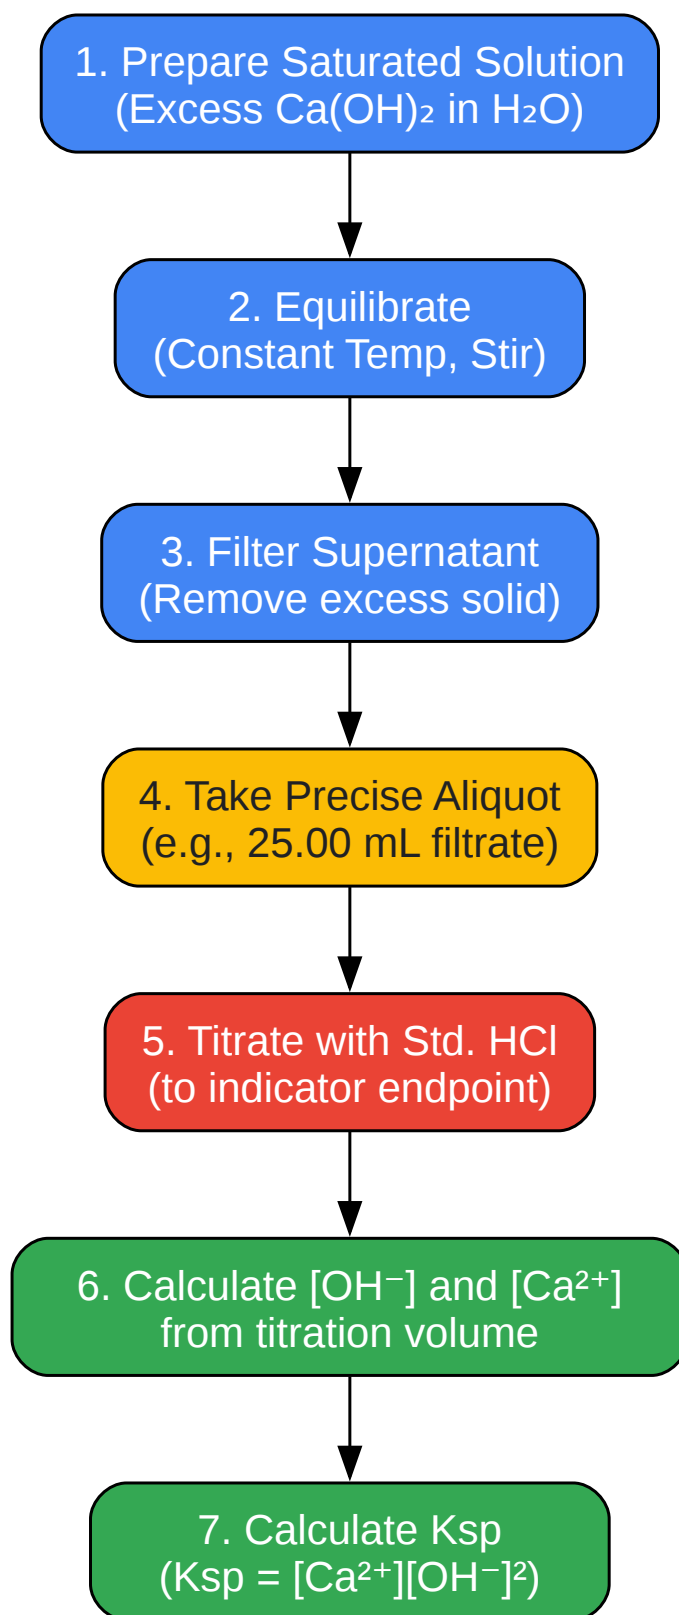 1. Prepare Saturated Solution
(Excess Ca(OH)₂ in H₂O)
2. Equilibrate
(Constant Temp, Stir)
3. Filter Supernatant
(Remove excess solid)
4. Take Precise Aliquot
(e.g., 25.00 mL filtrate)
5. Titrate with Std. HCl
(to indicator endpoint)
6. Calculate [OH⁻] and [Ca²⁺]
from titration volume
7. Calculate Ksp
(Ksp = [Ca²⁺][OH⁻]²)